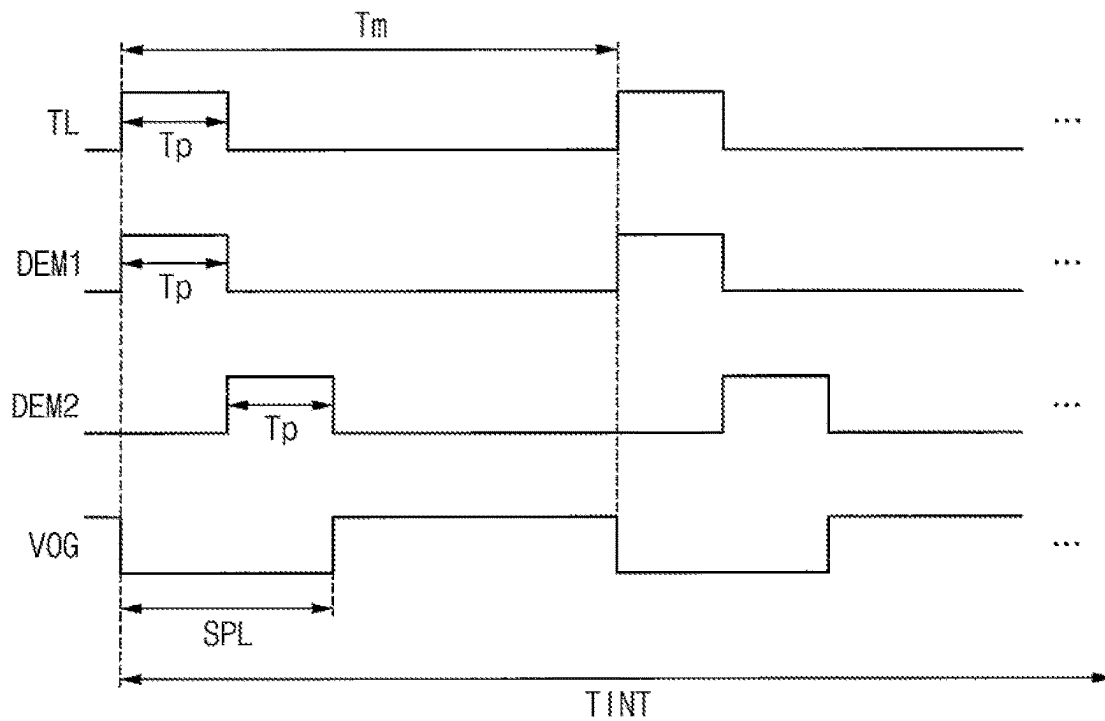 Tm
TL
Tp
...
DEM1
Tp
...
DEM2
Tp
...
VOG
...
SPL
TINT